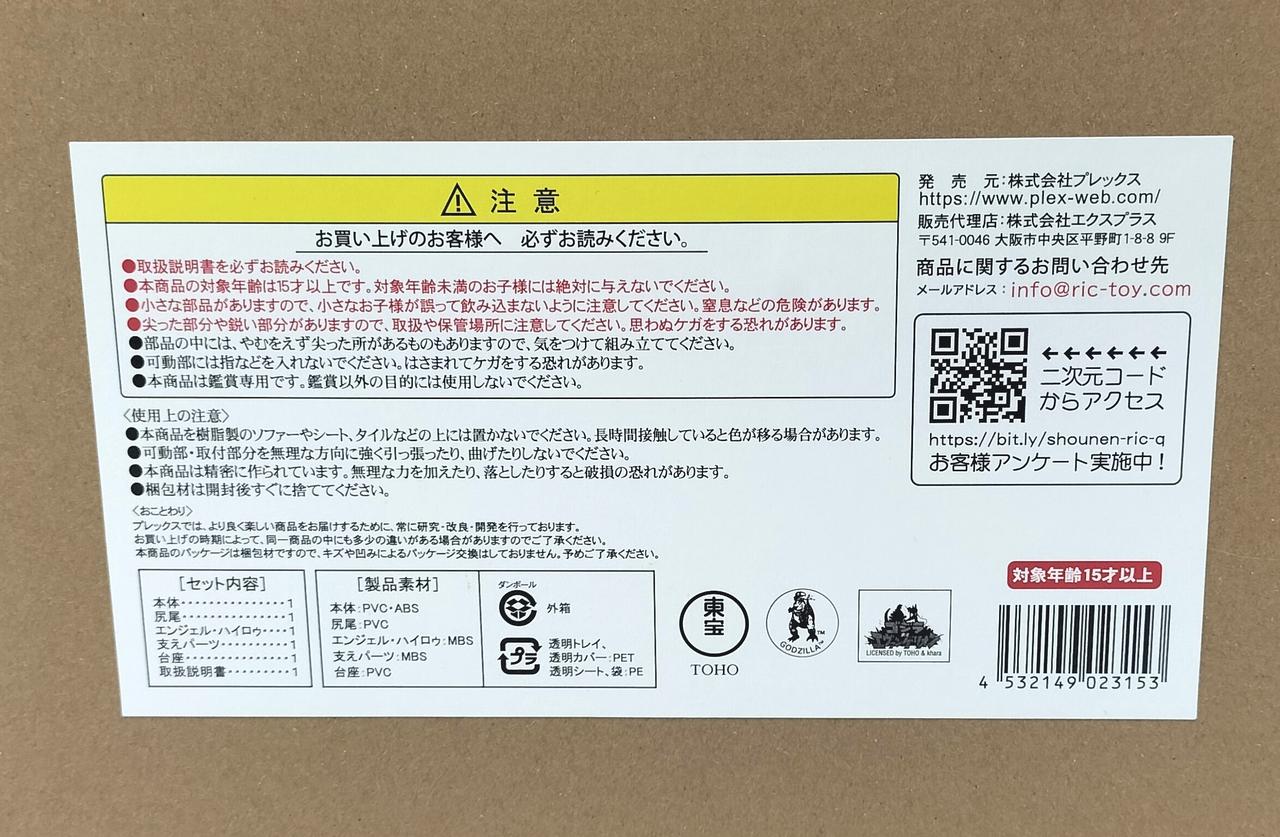 注意
お買い上げのお客様へ　必ずお読みください。
●取扱説明書を必ずお読みください。
●本商品の対象年齢は15才以上です。対象年齢未満のお子様には絶対に与えないでください。
●小さな部品がありますので、小さなお子様が誤って飲み込まないように注意してください。窒息などの危険があります。
●尖った部分や鋭い部分がありますので、取扱や保管場所に注意してください。思わぬケガをする恐れがあります。
●部品の中には、やむをえず尖った所があるものもありますので、気をつけて組み立ててください。
●可動部には指などを入れないでください。はさまれてケガをする恐れがあります。
●本商品は鑑賞専用です。鑑賞以外の目的には使用しないでください。
〈使用上の注意〉
●本商品を樹脂製のソファーやシート、タイルなどの上には置かないでください。長時間接触していると色が移る場合があります。
●可動部・取付部分を無理な方向に強く引っ張ったり、曲げたりしないでください。
●本商品は精密に作られています。無理な力を加えたり、落としたりすると破損の恐れがあります。
●梱包材は開封後すぐに捨ててください。
〈おことわり〉
プレックスでは、より良く楽しい商品をお届けするために、常に研究・改良・開発を行っております。
お買い上げの時期によって、同一商品の中にも多少の違いがある場合がありますのでご了承ください。
本商品のパッケージは梱包材ですので、キズや凹みによるパッケージ交換はしておりません。予めご了承ください。
[セット内容]
本体・・・・・・・・・・・・・・1
尻尾・・・・・・・・・・・・・・1
エンジェル・ハイロゥ・・・・1
支えパーツ・・・・・・・・・・1
台座・・・・・・・・・・・・・・1
取扱説明書・・・・・・・・・1
[製品素材]
本体：PVC・ABS
尻尾：PVC
エンジェル・ハイロゥ：MBS
支えパーツ：MBS
台座：PVC
ダンボール
外箱
プラ
透明トレイ、
透明カバー：PET
透明シート、袋：PE
東宝
TOHO
GODZILLA™
LICENSED by TOHO & khara
発　売　元：株式会社プレックス
https://www.plex-web.com/
販売代理店：株式会社エクスプラス
〒541-0046 大阪市中央区平野町1-8-8 9F
商品に関するお問い合わせ先
メールアドレス：info@ric-toy.com
←←←←←←
二次元コード
からアクセス
https://bit.ly/shounen-ric-q
お客様アンケート実施中！
対象年齢15才以上
4 532149 023153